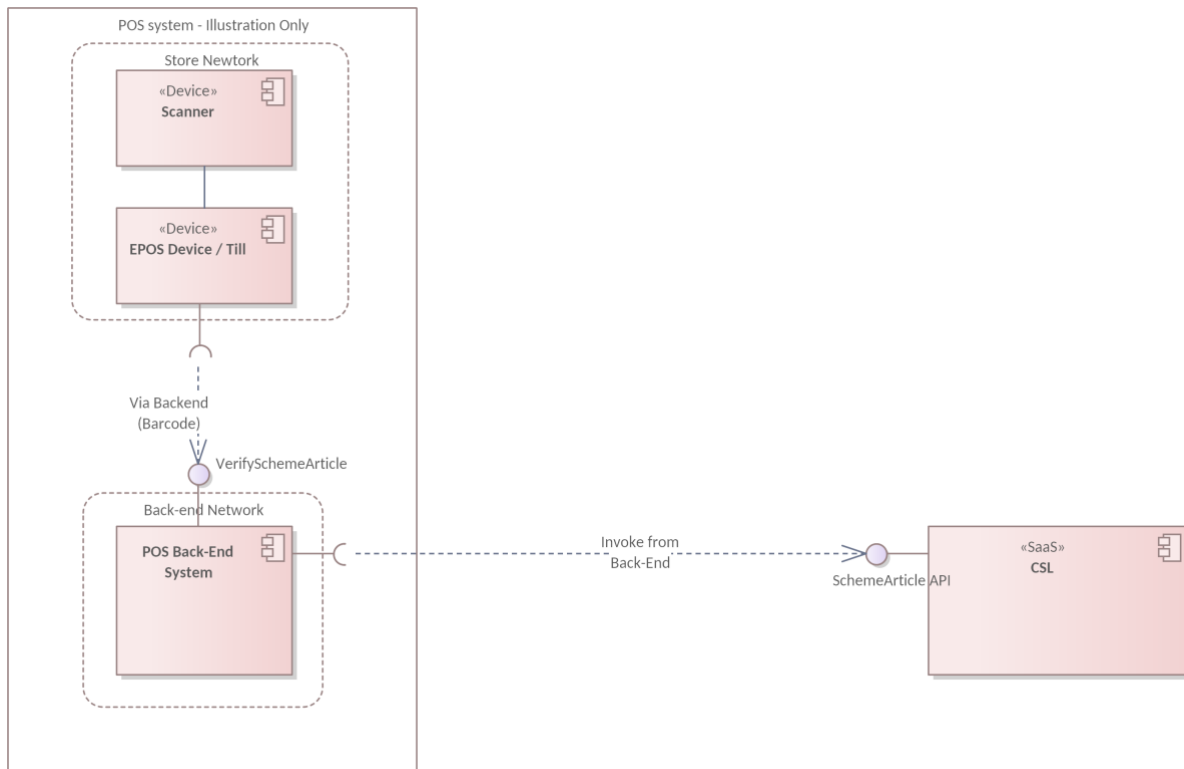 POS system - Illustration Only
Store Newtork
«Device»
Scanner
«Device»
EPOS Device / Till
Via Backend
(Barcode)
VerifySchemeArticle
Back-end Network
POS Back-End
System
Invoke from
Back-End
«SaaS»
CSL
SchemeArticle API